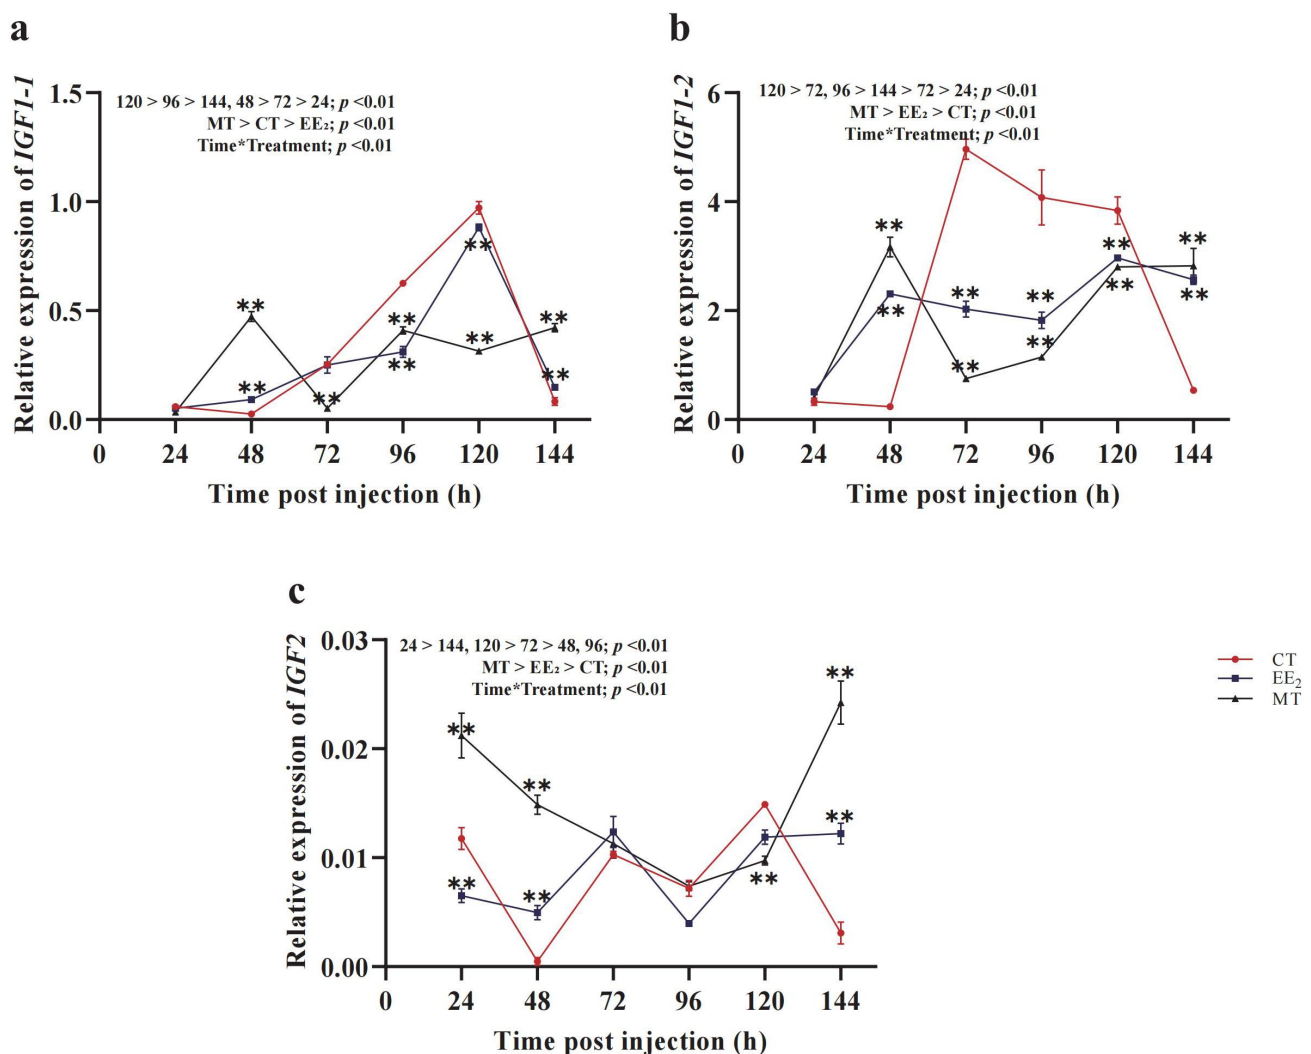 a
120 > 96 > 144, 48 > 72 > 24; p <0.01
MT > CT > EE₂; p <0.01
Time*Treatment; p <0.01
Relative expression of IGF1-1
1.5
1.0
0.5
0.0
** ** ** ** ** ** ** ** **
0 24 48 72 96 120 144
Time post injection (h)
b
120 > 72, 96 > 144 > 72 > 24; p <0.01
MT > EE₂ > CT; p <0.01
Time*Treatment; p <0.01
Relative expression of IGF1-2
6
4
2
0
** ** ** ** ** ** ** ** ** **
0 24 48 72 96 120 144
Time post injection (h)
c
24 > 144, 120 > 72 > 48, 96; p <0.01
MT > EE₂ > CT; p <0.01
Time*Treatment; p <0.01
Relative expression of IGF2
0.03
0.02
0.01
0.00
** ** ** ** ** ** **
0 24 48 72 96 120 144
Time post injection (h)
CT
EE₂
MT